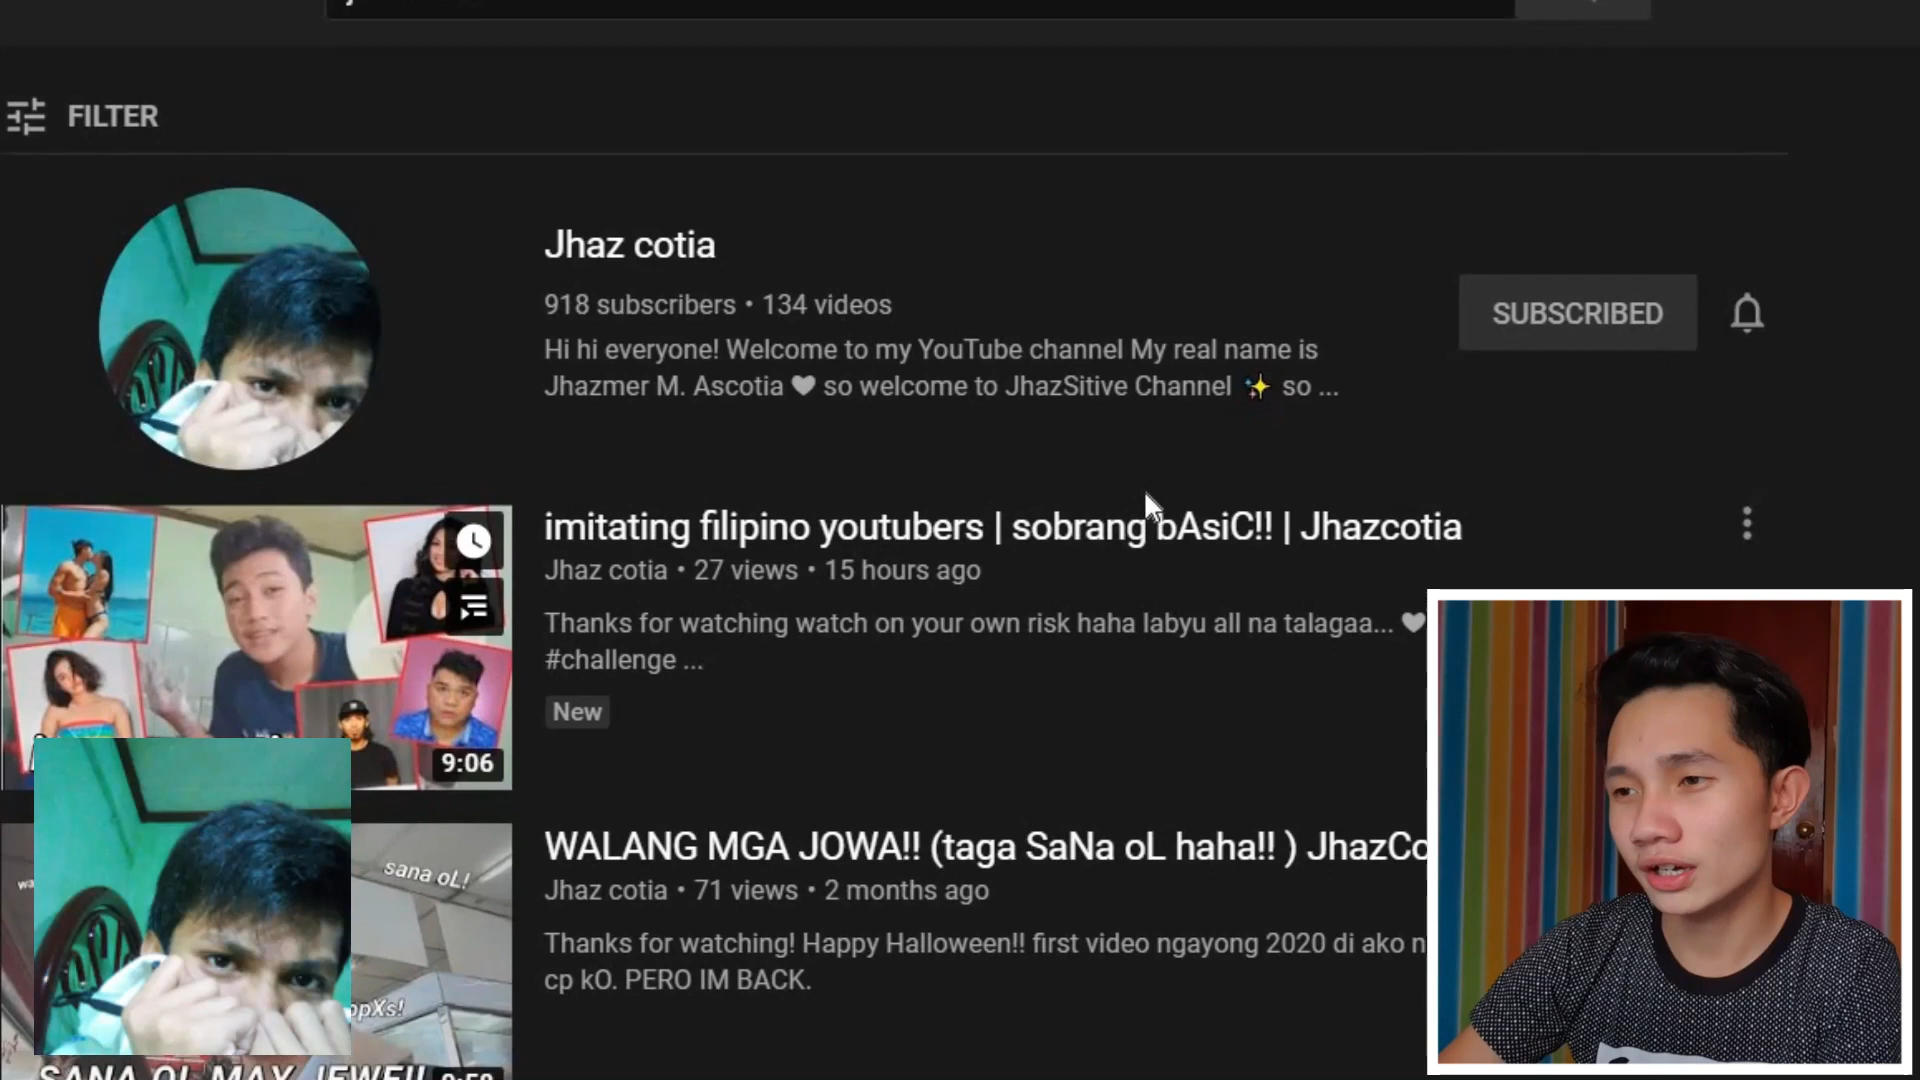 FILTER
Jhaz cotia
918 subscribers • 134 videos
SUBSCRIBED
Hi hi everyone! Welcome to my YouTube channel My real name is
Jhazmer M. Ascotia 🤍 so welcome to JhazSitive Channel ✨ so ...
imitating filipino youtubers | sobrang bAsiC!! | Jhazcotia
Jhaz cotia • 27 views • 15 hours ago
Thanks for watching watch on your own risk haha labyu all na talagaa... 🤍
#challenge ...
New
9:06
WALANG MGA JOWA!! (taga SaNa oL haha!! ) JhazCo
Jhaz cotia • 71 views • 2 months ago
Thanks for watching! Happy Halloween!! first video ngayong 2020 di ako n
cp kO. PERO IM BACK.
sana oL!
SANA OL MAY JEWE!!